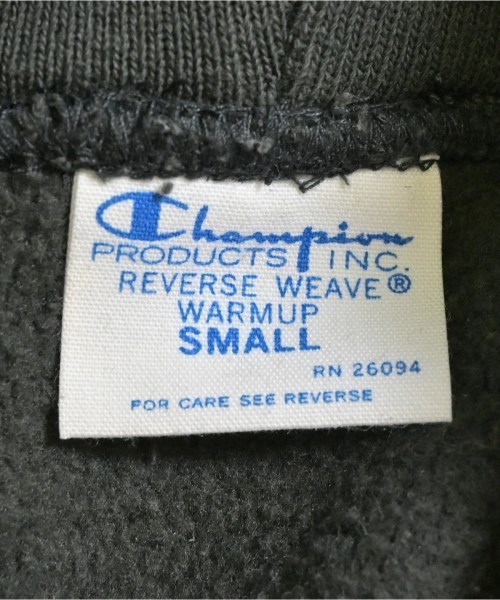 Champion
PRODUCTS INC.
REVERSE WEAVE®
WARMUP
SMALL
RN 26094
FOR CARE SEE REVERSE